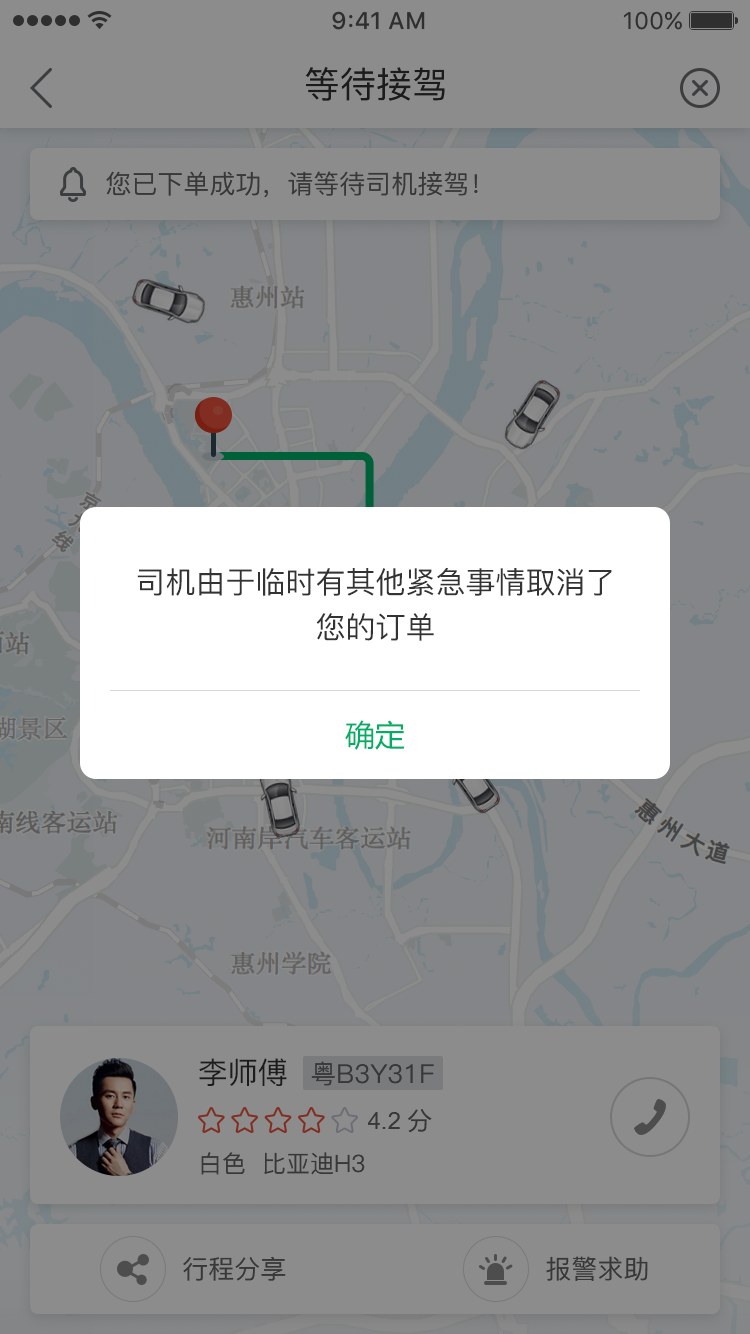 9:41 AM
100%
等待接驾
您已下单成功，请等待司机接驾！
惠州站
京九线
司机由于临时有其他紧急事情取消了
您的订单
站
湖景区
确定
南线客运站
河南岸汽车客运站
惠州大道
惠州学院
李师傅 粤B3Y31F
4.2 分
白色 比亚迪H3
行程分享
报警求助